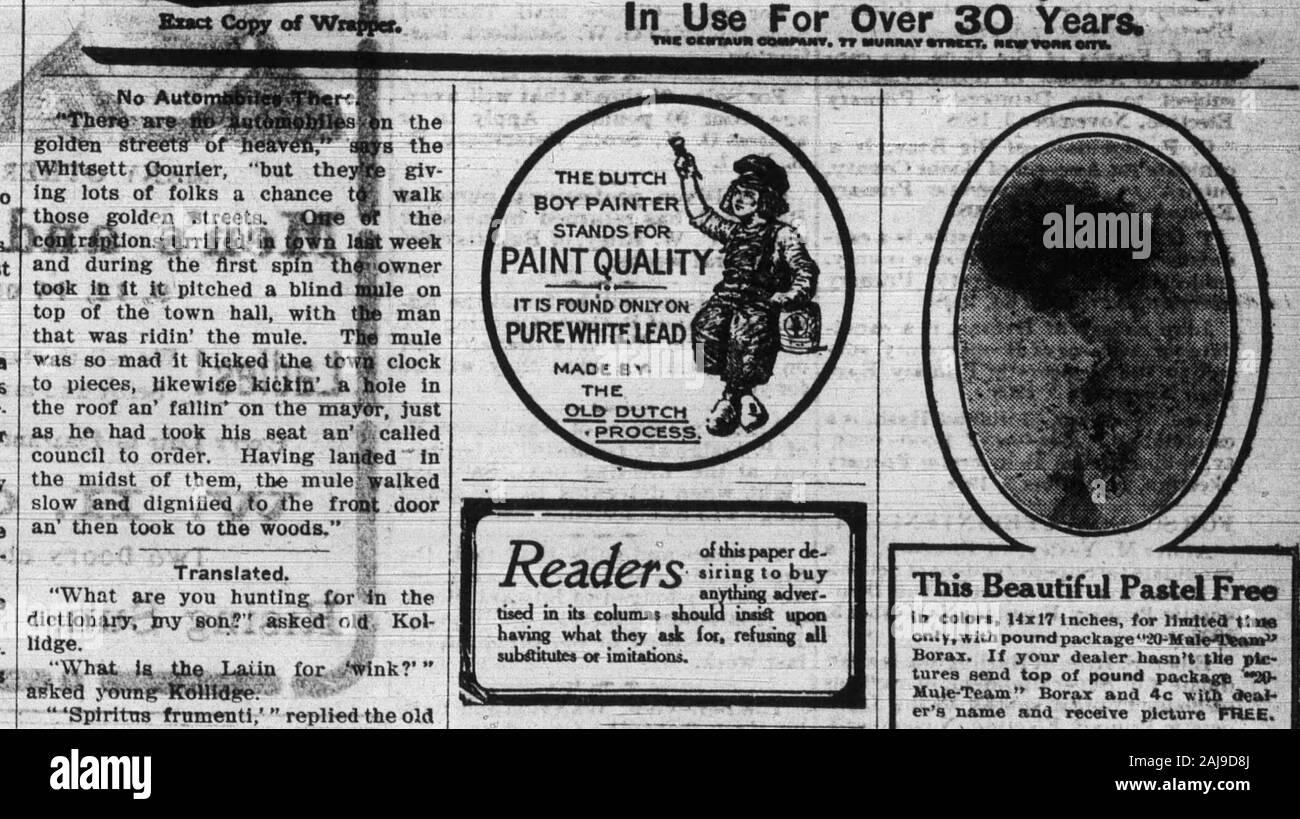 Exact Copy of Wrapper.
In Use For Over 30 Years.
THE CENTAUR COMPANY, 77 MURRAY STREET, NEW YORK CITY.
No Automobiles There.
"There are no automobiles on the
golden streets of heaven," says the
Whitsett Courier, "but they're giv-
ing lots of folks a chance to walk
those golden streets. One of the
contraptions arrived in town last week
and during the first spin the owner
took in it it pitched a blind mule on
top of the town hall, with the man
that was ridin' the mule. The mule
was so mad it kicked the town clock
to pieces, likewise kickin' a hole in
the roof an' fallin' on the mayor, just
as he had took his seat an' called
council to order. Having landed in
the midst of them, the mule walked
slow and dignified to the front door
an' then took to the woods."
Translated.
"What are you hunting for in the
dictionary, my son?" asked old Kol-
lidge.
"What is the Latin for 'wink?'"
asked young Kollidge.
"'Spiritus frumenti,'" replied the old
THE DUTCH
BOY PAINTER
STANDS FOR
PAINT QUALITY
IT IS FOUND ONLY ON
PURE WHITE LEAD
MADE BY
THE
OLD DUTCH
PROCESS.
Readers of this paper de-
siring to buy
anything adver-
tised in its columns should insist upon
having what they ask for, refusing all
substitutes or imitations.
This Beautiful Pastel Free
in colors, 14x17 inches, for limited time
only, with pound package "20-Mule-Team"
Borax. If your dealer hasn't the pic-
tures send top of pound package "20-
Mule-Team" Borax and 4c with deal-
er's name and receive picture FREE.
alamy
a
alamy stock photo
Image ID: 2AJ9D8J
www.alamy.com